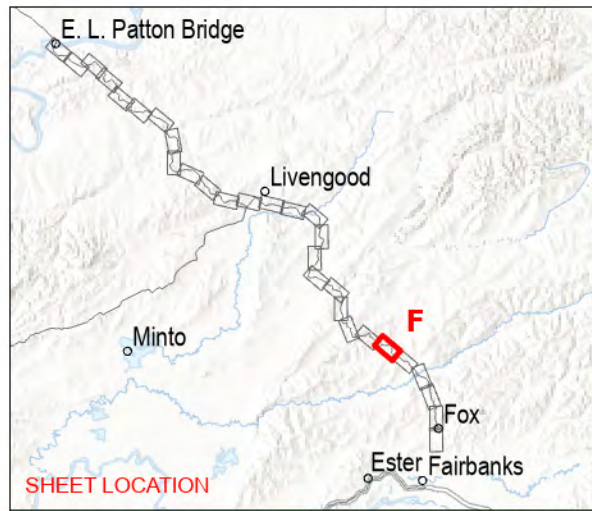 E. L. Patton Bridge
Livengood
Minto
F
Fox
Ester Fairbanks
SHEET LOCATION